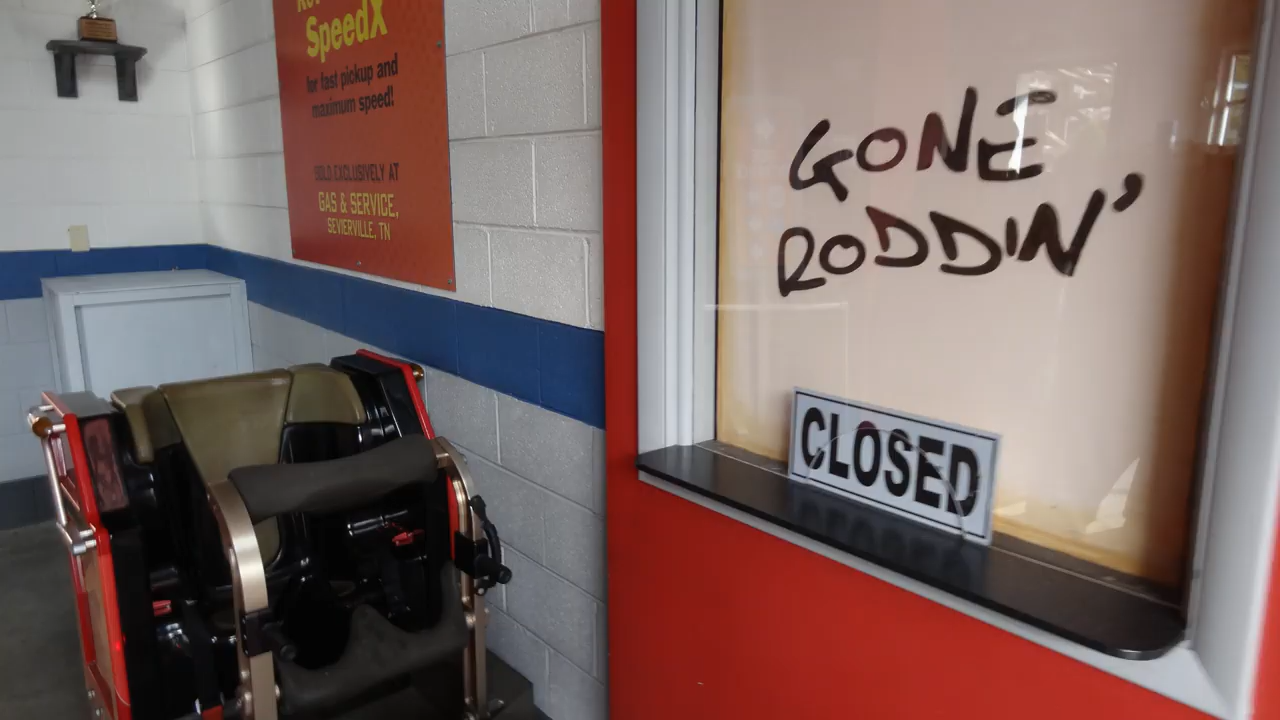 SpeedX
for fast pickup and
maximum speed!
SOLD EXCLUSIVELY AT
GAS & SERVICE,
SEVIERVILLE, TN
GONE
RODDIN'
CLOSED